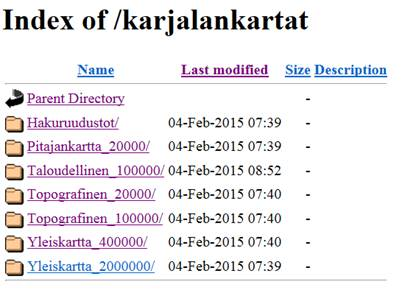 Index of /karjalankartat
Name Last modified Size Description
Parent Directory -
Hakuruudustot/ 04-Feb-2015 07:39 -
Pitajankartta_20000/ 04-Feb-2015 07:39 -
Taloudellinen_100000/ 04-Feb-2015 08:52 -
Topografinen_20000/ 04-Feb-2015 07:40 -
Topografinen_100000/ 04-Feb-2015 07:40 -
Yleiskartta_400000/ 04-Feb-2015 07:40 -
Yleiskartta_2000000/ 04-Feb-2015 07:39 -